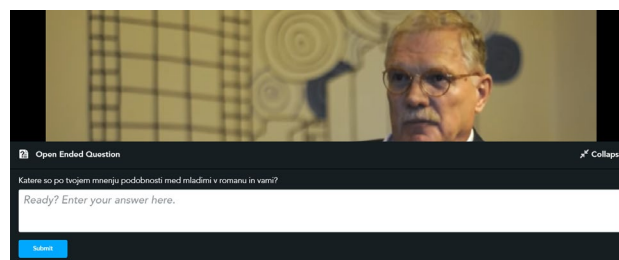 Open Ended Question
Collaps
Katere so po tvojem mnenju podobnosti med mladimi v romanu in vami?
Ready? Enter your answer here.
Submit